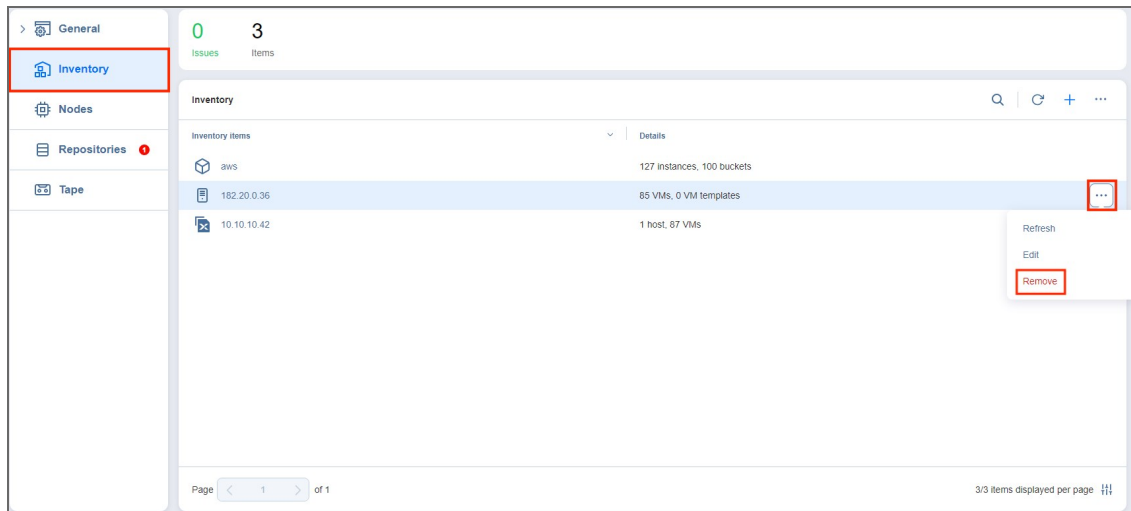 General
Inventory
Nodes
Repositories 1
Tape
0 3
Issues Items
Inventory
Inventory items Details
aws 127 instances, 100 buckets
182.20.0.36 85 VMs, 0 VM templates
10.10.10.42 1 host, 87 VMs
Refresh
Edit
Remove
Page 1 of 1 3/3 items displayed per page